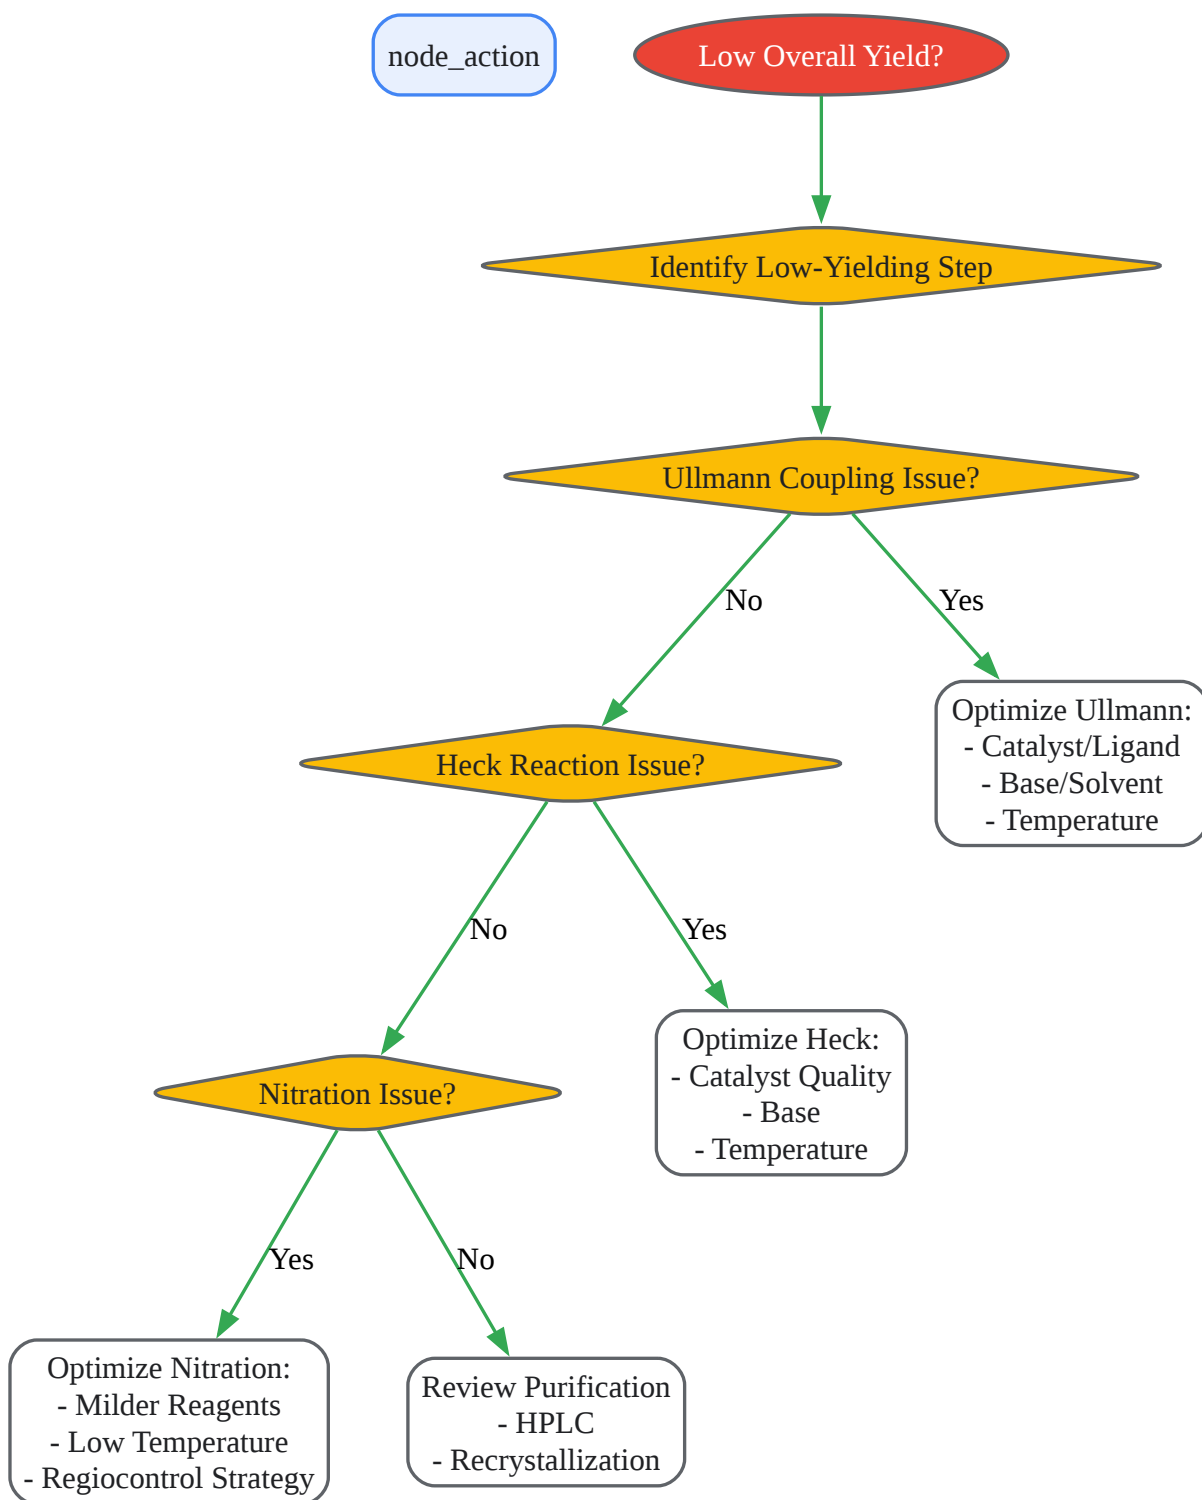 node_action
Low Overall Yield?
Identify Low-Yielding Step
Ullmann Coupling Issue?
No
Yes
Optimize Ullmann:
- Catalyst/Ligand
- Base/Solvent
- Temperature
Heck Reaction Issue?
No
Yes
Optimize Heck:
- Catalyst Quality
- Base
- Temperature
Nitration Issue?
Yes
No
Optimize Nitration:
- Milder Reagents
- Low Temperature
- Regiocontrol Strategy
Review Purification
- HPLC
- Recrystallization